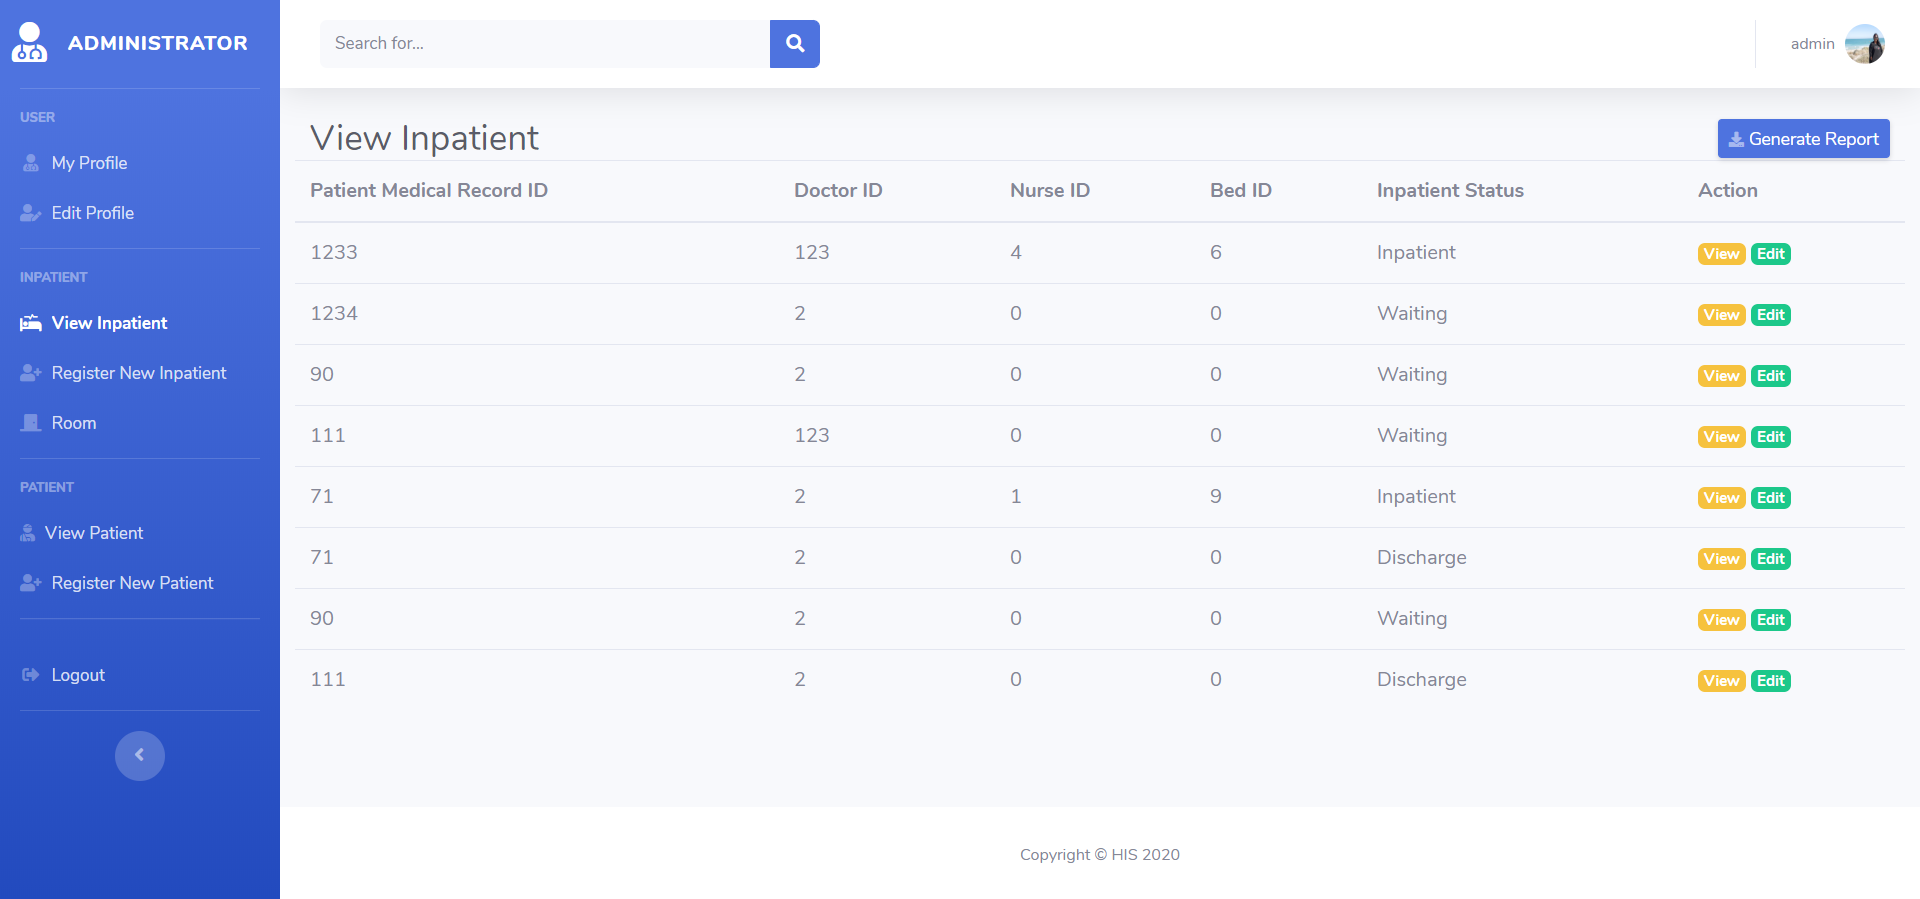 ADMINISTRATOR
USER
My Profile
Edit Profile
INPATIENT
View Inpatient
Register New Inpatient
Room
PATIENT
View Patient
Register New Patient
Logout
Search for...
admin
View Inpatient
Generate Report
Patient Medical Record ID Doctor ID Nurse ID Bed ID Inpatient Status Action
1233 123 4 6 Inpatient View Edit
1234 2 0 0 Waiting View Edit
90 2 0 0 Waiting View Edit
111 123 0 0 Waiting View Edit
71 2 1 9 Inpatient View Edit
71 2 0 0 Discharge View Edit
90 2 0 0 Waiting View Edit
111 2 0 0 Discharge View Edit
Copyright © HIS 2020